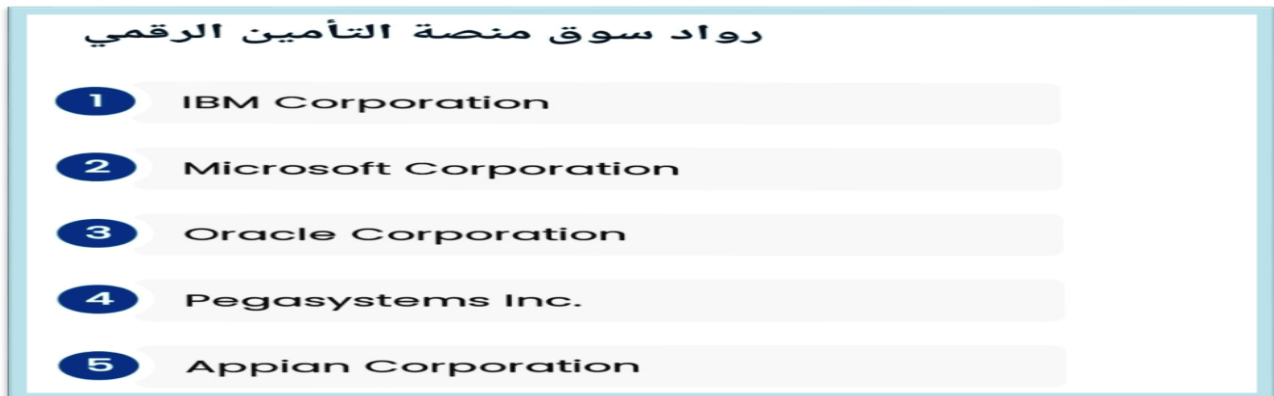 رواد سوق منصة التأمين الرقمي
1 IBM Corporation
2 Microsoft Corporation
3 Oracle Corporation
4 Pegasystems Inc.
5 Appian Corporation